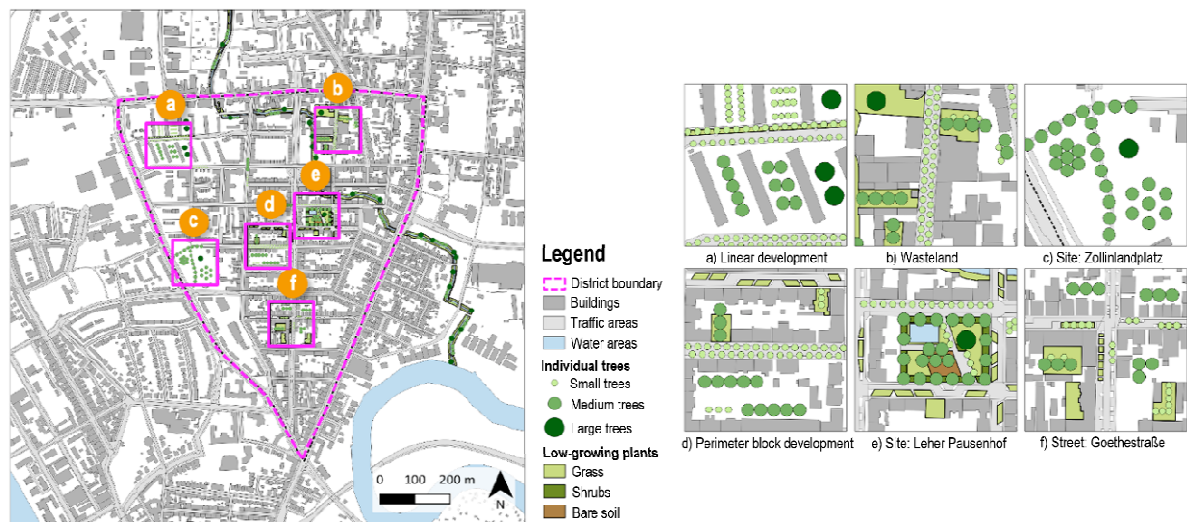 a
b
e
d
c
f
0 100 200 m
N
Legend
District boundary
Buildings
Traffic areas
Water areas
Individual trees
Small trees
Medium trees
Large trees
Low-growing plants
Grass
Shrubs
Bare soil
a) Linear development
b) Wasteland
c) Site: Zollinlandplatz
d) Perimeter block development
e) Site: Leher Pausenhof
f) Street: Goethestraße